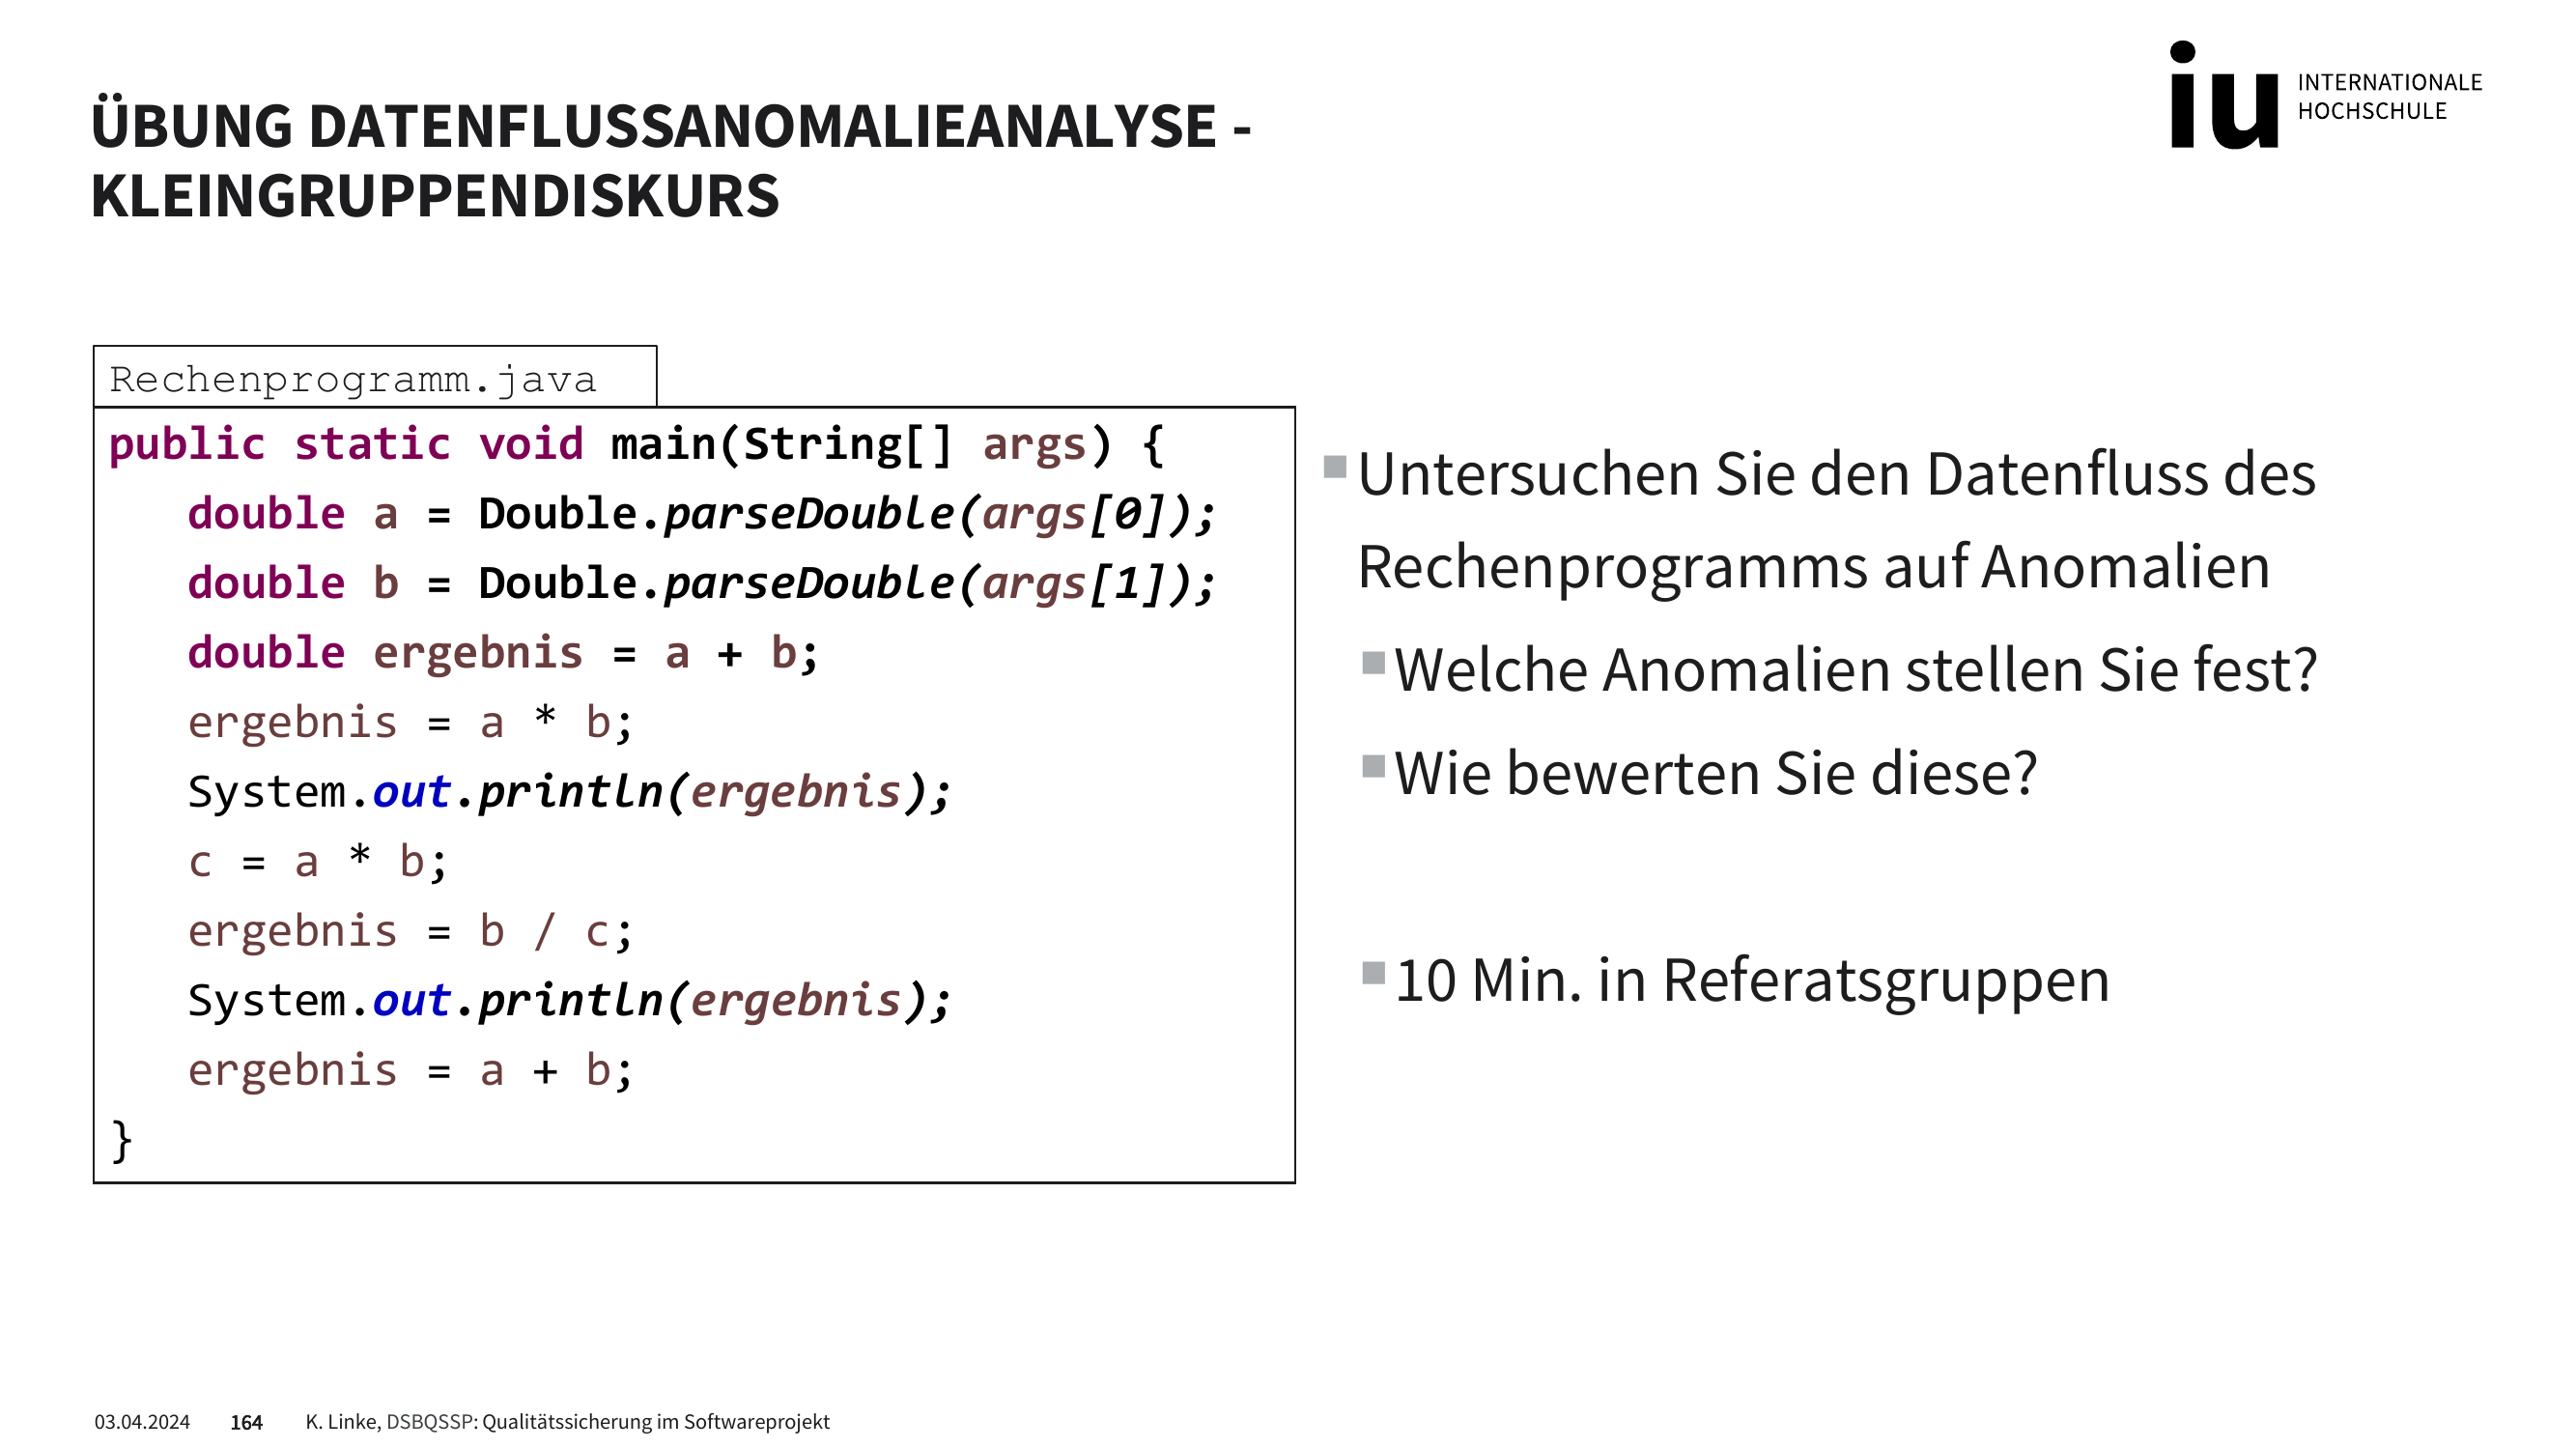 ÜBUNG DATENFLUSSANOMALIEANALYSE -
KLEINGRUPPENDISKURS
iu INTERNATIONALE
HOCHSCHULE
Rechenprogramm.java
public static void main(String[] args) {
double a = Double.parseDouble(args[0]);
double b = Double.parseDouble(args[1]);
double ergebnis = a + b;
ergebnis = a * b;
System.out.println(ergebnis);
c = a * b;
ergebnis = b / c;
System.out.println(ergebnis);
ergebnis = a + b;
}
Untersuchen Sie den Datenfluss des
Rechenprogramms auf Anomalien
Welche Anomalien stellen Sie fest?
Wie bewerten Sie diese?
10 Min. in Referatsgruppen
03.04.2024 164 K. Linke, DSBQSSP: Qualitätssicherung im Softwareprojekt